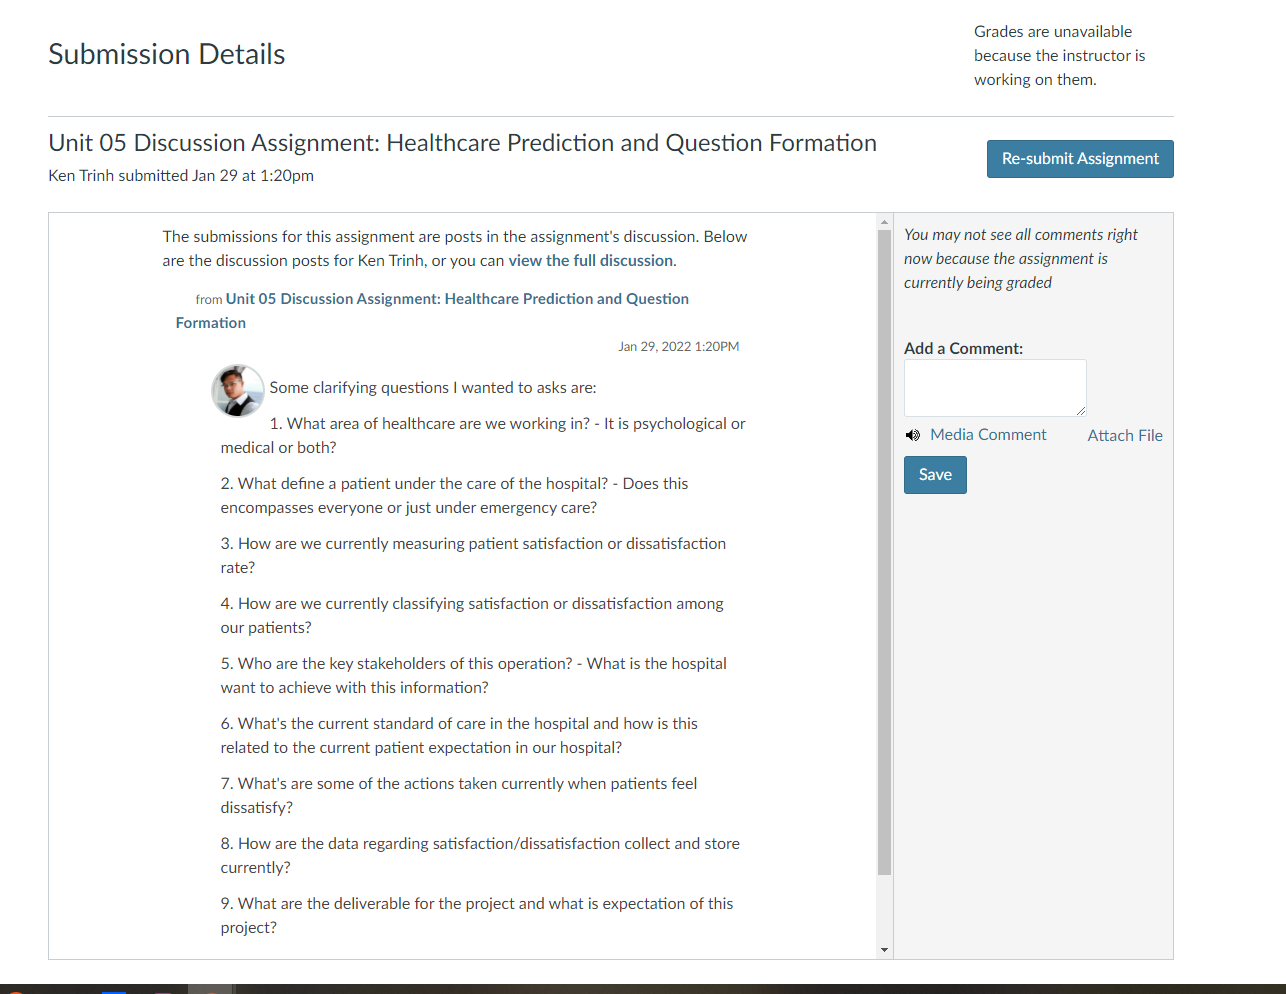 Submission Details
Grades are unavailable
because the instructor is
working on them.
Unit 05 Discussion Assignment: Healthcare Prediction and Question Formation
Ken Trinh submitted Jan 29 at 1:20pm
Re-submit Assignment
The submissions for this assignment are posts in the assignment's discussion. Below
are the discussion posts for Ken Trinh, or you can view the full discussion.
from Unit 05 Discussion Assignment: Healthcare Prediction and Question
Formation
Jan 29, 2022 1:20PM
Some clarifying questions I wanted to asks are:
1. What area of healthcare are we working in? - It is psychological or
medical or both?
2. What define a patient under the care of the hospital? - Does this
encompasses everyone or just under emergency care?
3. How are we currently measuring patient satisfaction or dissatisfaction
rate?
4. How are we currently classifying satisfaction or dissatisfaction among
our patients?
5. Who are the key stakeholders of this operation? - What is the hospital
want to achieve with this information?
6. What's the current standard of care in the hospital and how is this
related to the current patient expectation in our hospital?
7. What's are some of the actions taken currently when patients feel
dissatisfy?
8. How are the data regarding satisfaction/dissatisfaction collect and store
currently?
9. What are the deliverable for the project and what is expectation of this
project?
You may not see all comments right
now because the assignment is
currently being graded
Add a Comment:
Media Comment
Attach File
Save